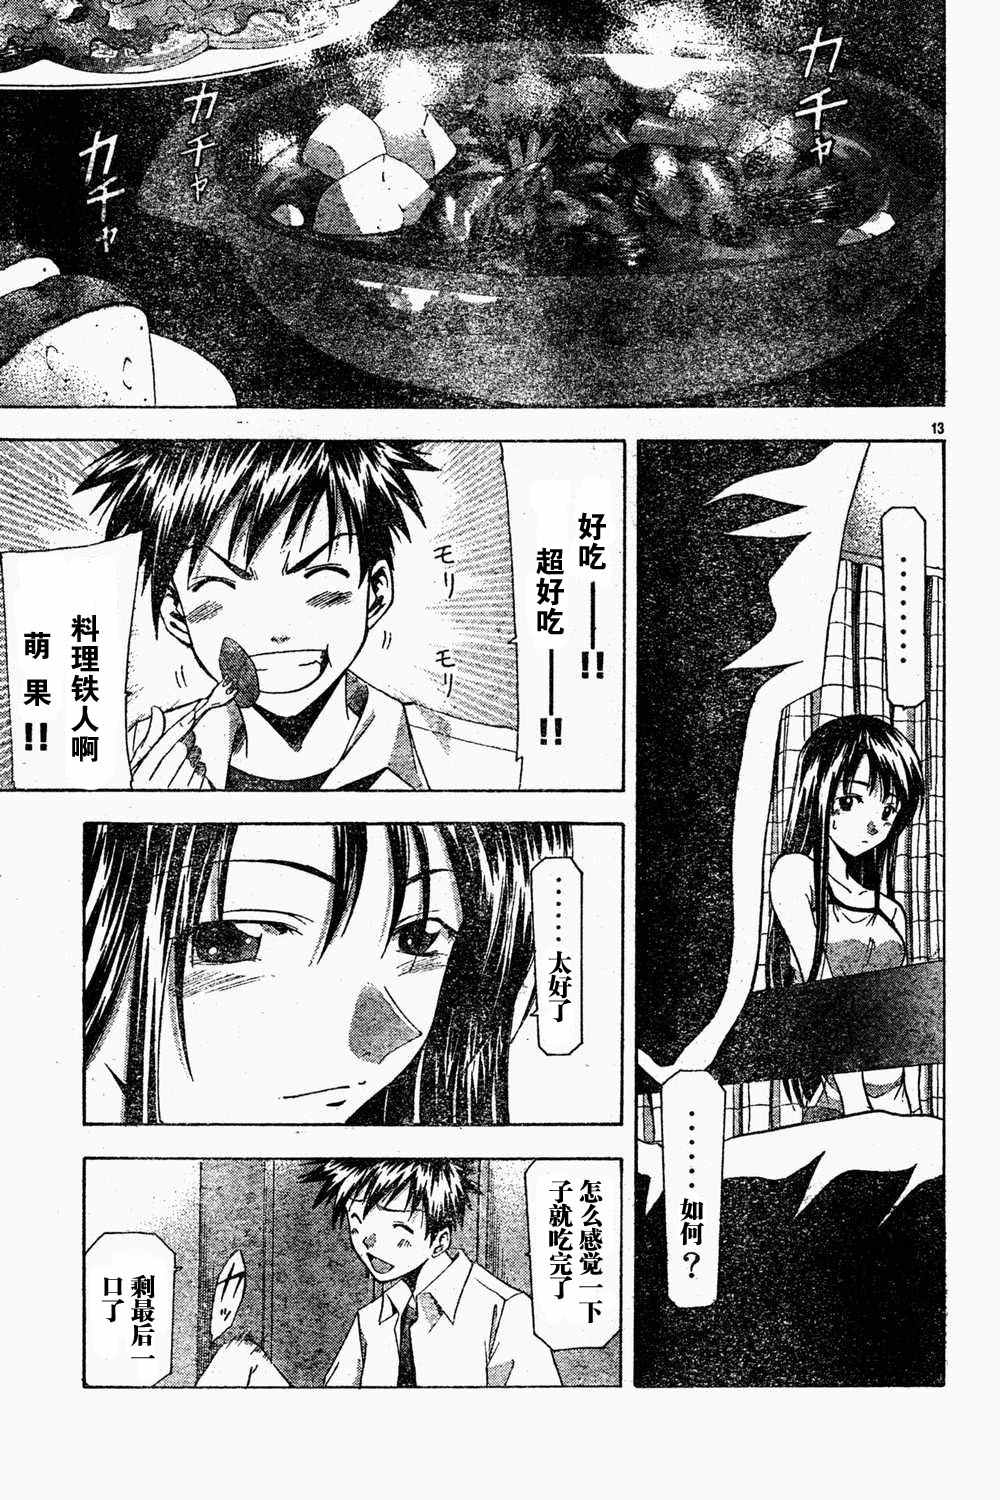 カチャ
カチャ
カチャ
13
………
……如何？
好吃——!!
超好吃——!!
モリ
モリ
料理铁人啊
萌果!!
……太好了
怎么感觉一下
子就吃完了
カッ
剩最后一
口了